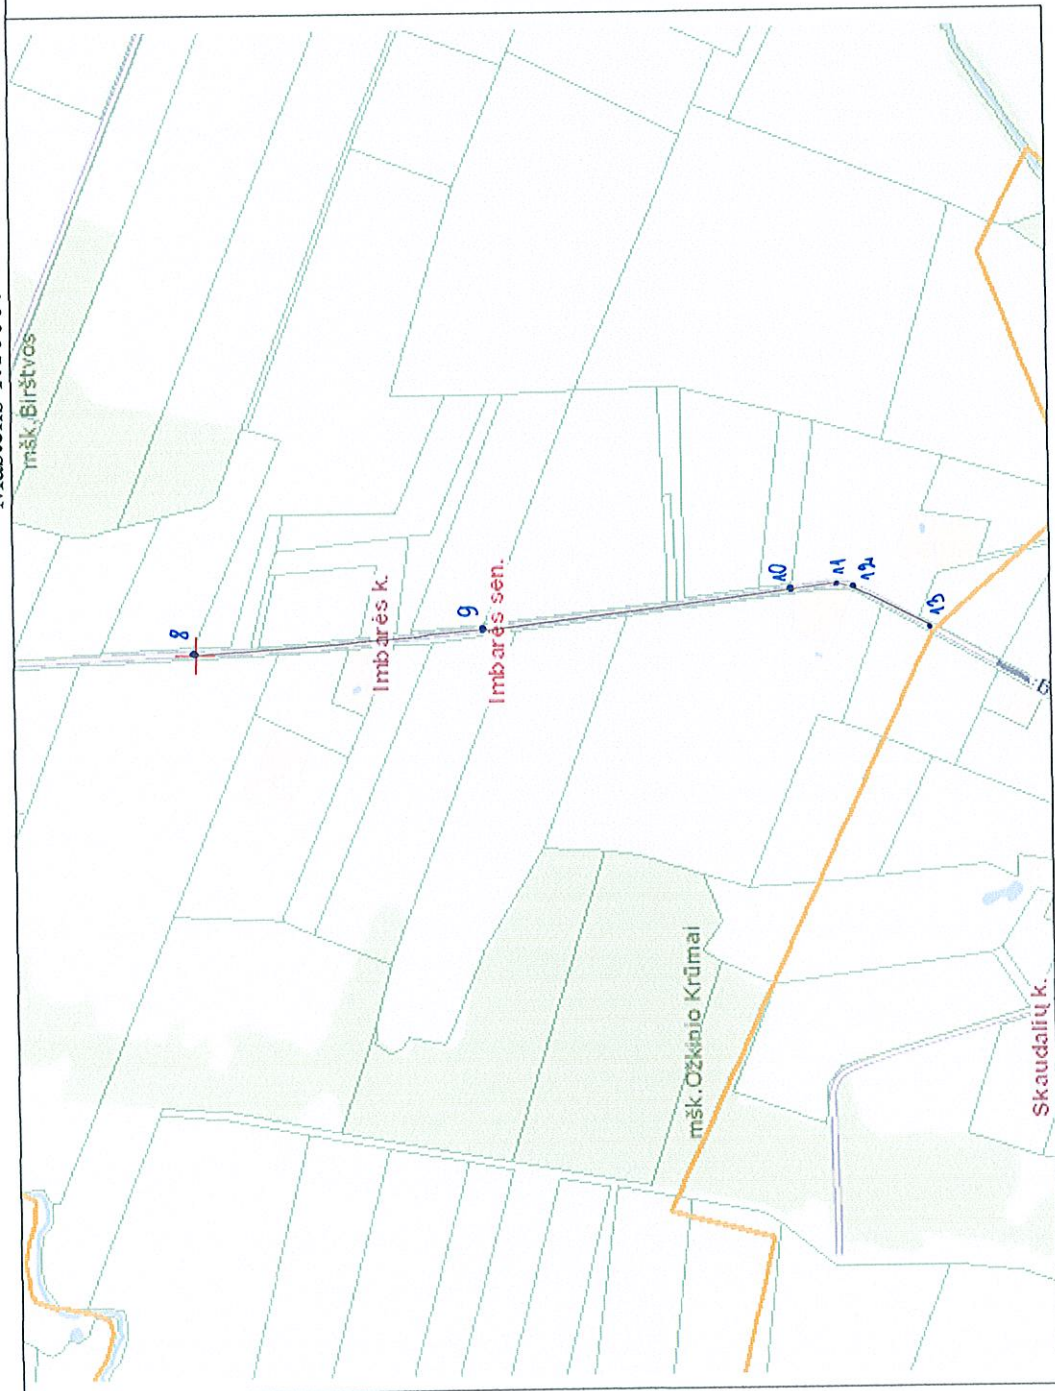 mšk.Birštvos
8
Imbarės k.
9
Imbarės sen.
10
11
12
13
mšk.Ožkinio Krūmai
Skaudalių k.